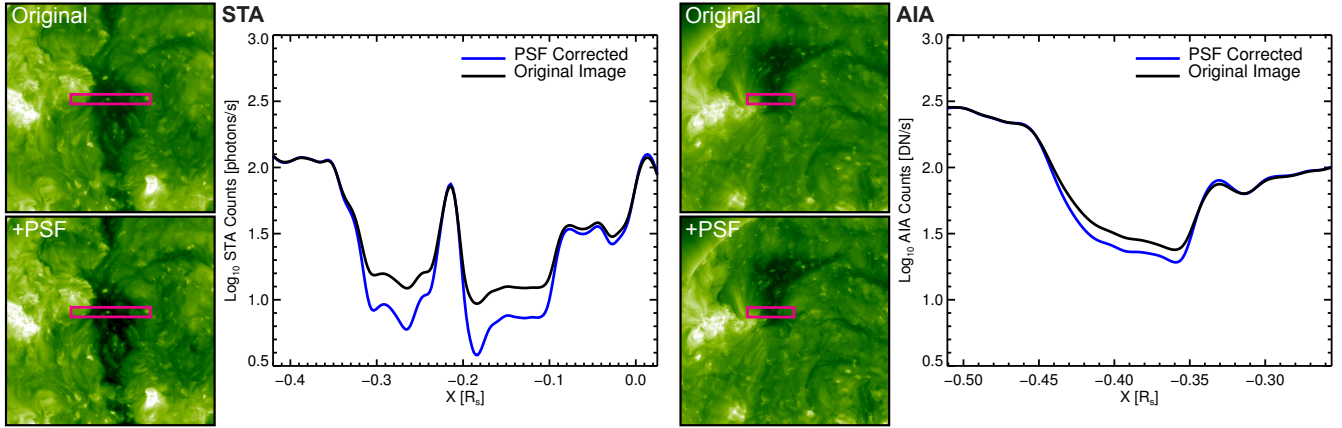 Original
STA
+PSF
3.0
2.5
2.0
1.5
1.0
0.5
Log₁₀ STA Counts [photons/s]
PSF Corrected
Original Image
−0.4
−0.3
−0.2
−0.1
0.0
X [Rₛ]
Original
AIA
+PSF
3.0
2.5
2.0
1.5
1.0
0.5
Log₁₀ AIA Counts [DN/s]
PSF Corrected
Original Image
−0.50
−0.45
−0.40
−0.35
−0.30
X [Rₛ]